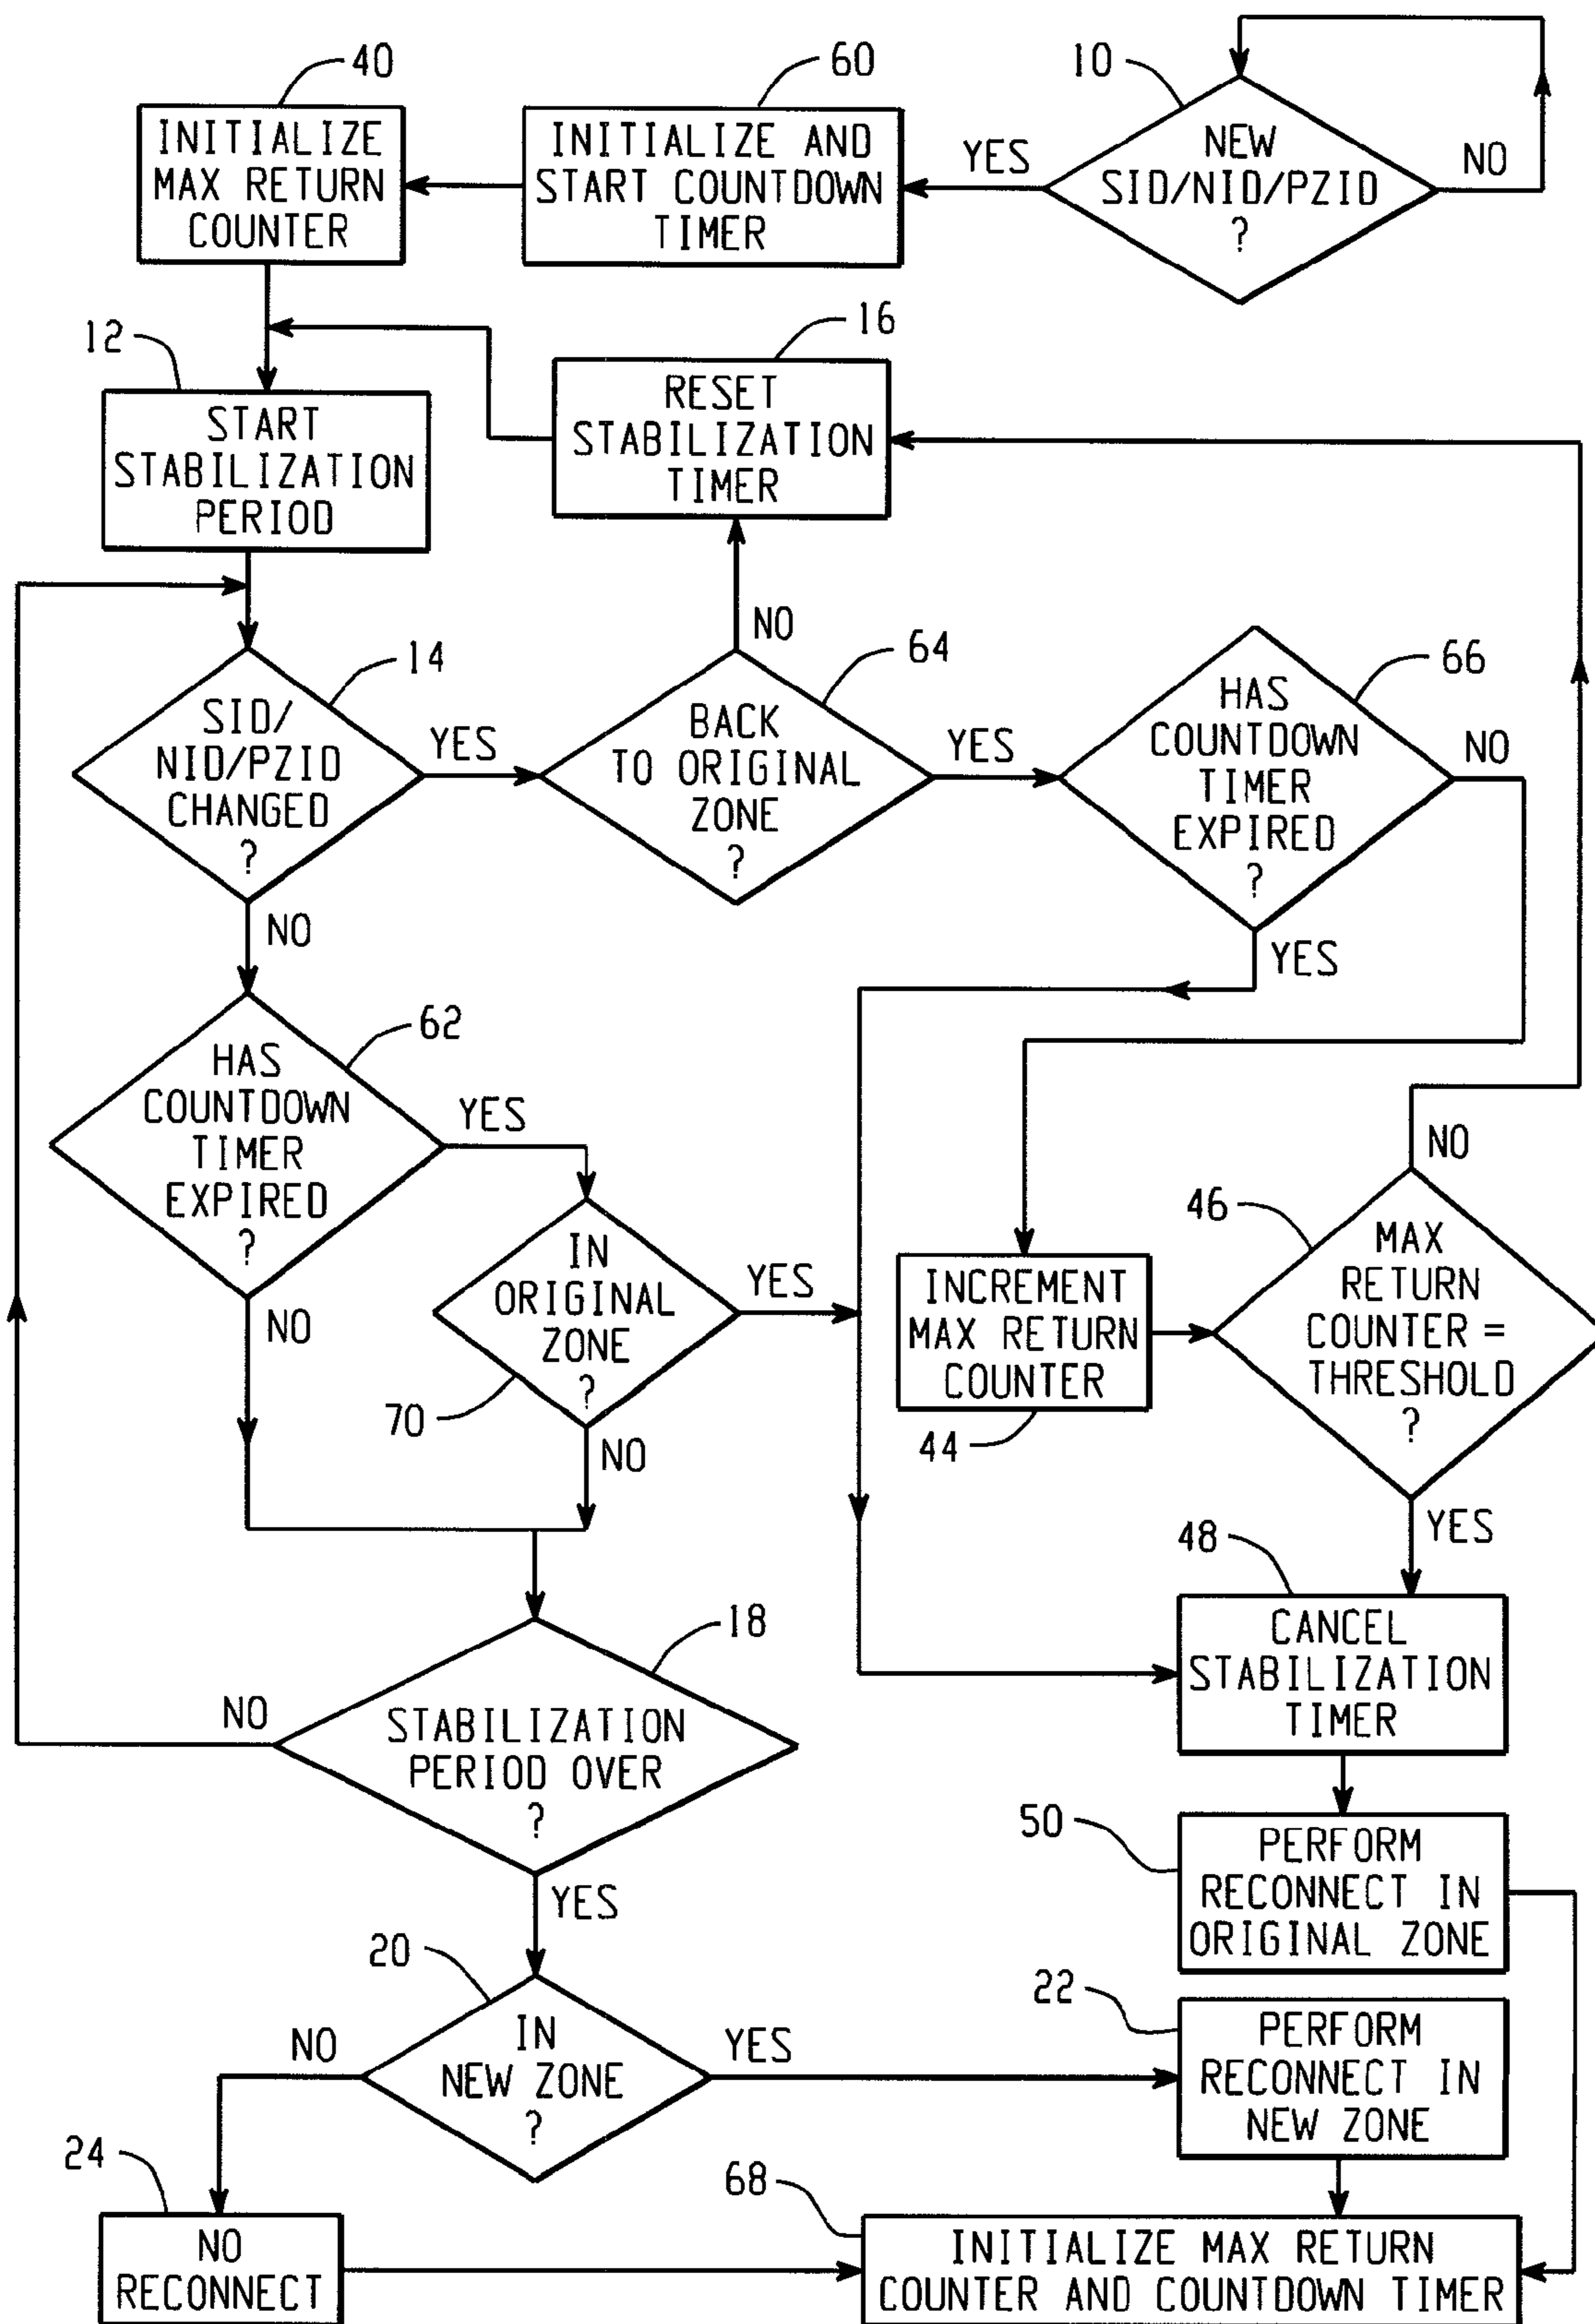 40
INITIALIZE
MAX RETURN
COUNTER
60
INITIALIZE AND
START COUNTDOWN
TIMER
YES
10
NEW
SID/NID/PZID
?
NO
12
START
STABILIZATION
PERIOD
16
RESET
STABILIZATION
TIMER
NO
14
SID/
NID/PZID
CHANGED
?
YES
NO
64
BACK
TO ORIGINAL
ZONE
?
YES
66
HAS
COUNTDOWN
TIMER
EXPIRED
?
NO
YES
62
HAS
COUNTDOWN
TIMER
EXPIRED
?
YES
NO
IN
ORIGINAL
ZONE
?
70
YES
NO
INCREMENT
MAX RETURN
COUNTER
44
46
NO
MAX
RETURN
COUNTER =
THRESHOLD
?
YES
48
CANCEL
STABILIZATION
TIMER
18
NO
STABILIZATION
PERIOD OVER
?
YES
50
PERFORM
RECONNECT IN
ORIGINAL ZONE
20
NO
IN
NEW ZONE
?
YES
22
PERFORM
RECONNECT IN
NEW ZONE
24
NO
RECONNECT
68
INITIALIZE MAX RETURN
COUNTER AND COUNTDOWN TIMER